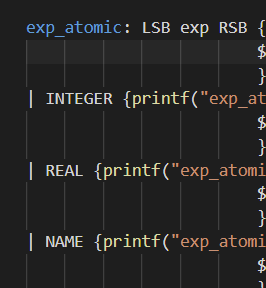 exp_atomic: LSB exp RSB {
$
}
| INTEGER {printf("exp_at
$
}
| REAL {printf("exp_atomi
$
}
| NAME {printf("exp_atomi
$
}